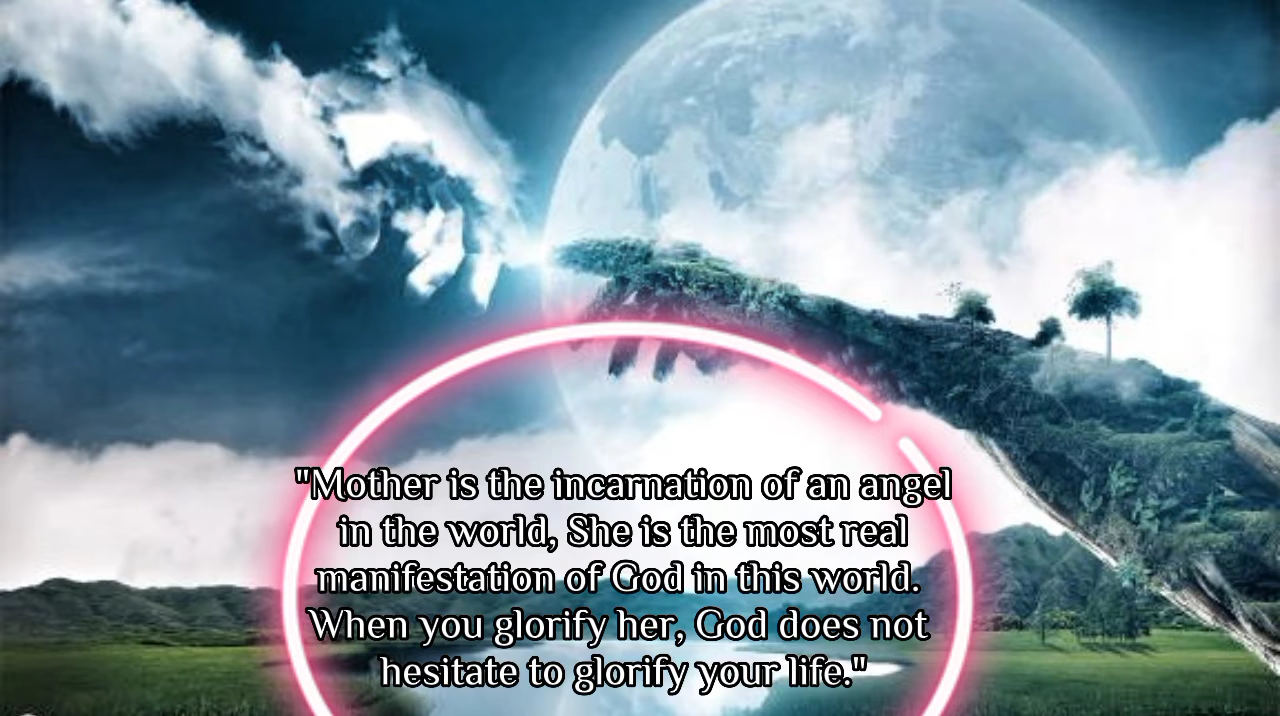 "Mother is the incarnation of an angel
in the world, She is the most real
manifestation of God in this world.
When you glorify her, God does not
hesitate to glorify your life."